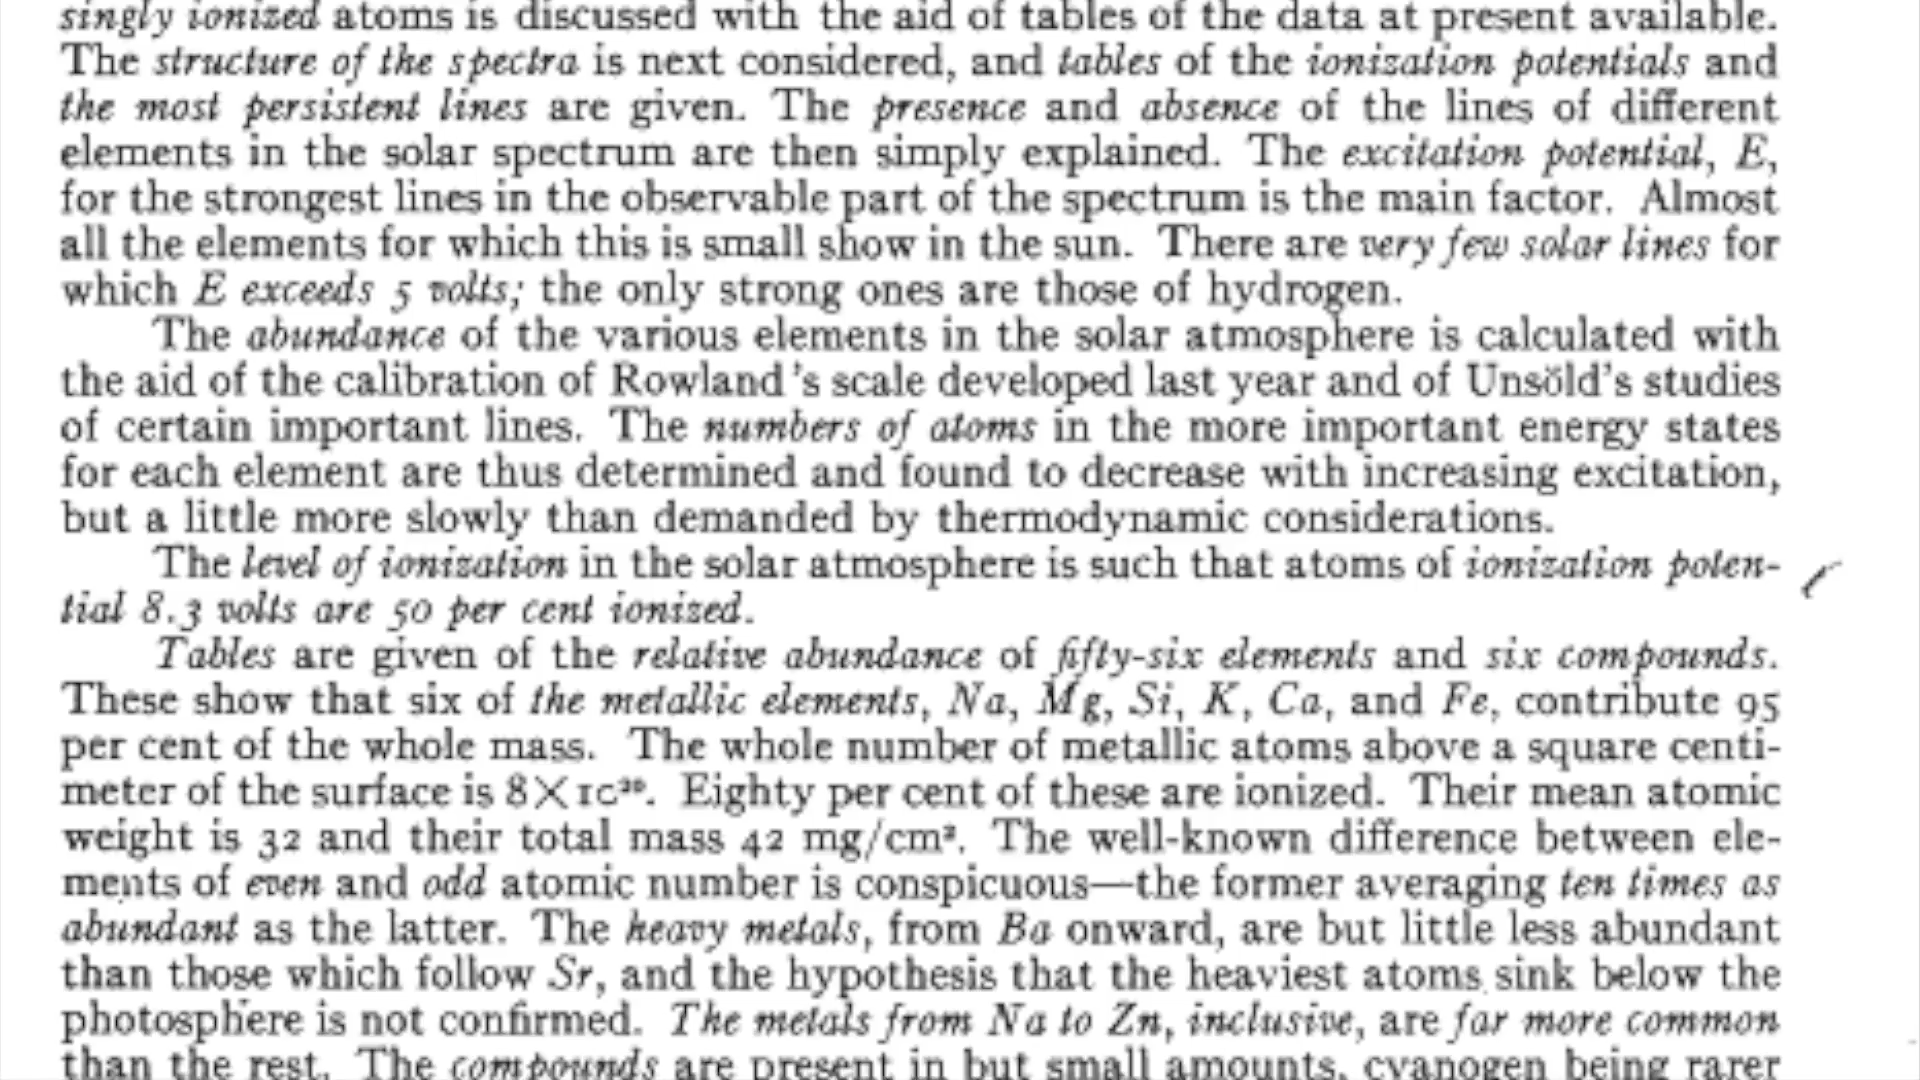 singly ionized atoms is discussed with the aid of tables of the data at present available.
The structure of the spectra is next considered, and tables of the ionization potentials and
the most persistent lines are given. The presence and absence of the lines of different
elements in the solar spectrum are then simply explained. The excitation potential, E,
for the strongest lines in the observable part of the spectrum is the main factor. Almost
all the elements for which this is small show in the sun. There are very few solar lines for
which E exceeds 5 volts; the only strong ones are those of hydrogen.
The abundance of the various elements in the solar atmosphere is calculated with
the aid of the calibration of Rowland's scale developed last year and of Unsöld's studies
of certain important lines. The numbers of atoms in the more important energy states
for each element are thus determined and found to decrease with increasing excitation,
but a little more slowly than demanded by thermodynamic considerations.
The level of ionization in the solar atmosphere is such that atoms of ionization poten-
tial 8.3 volts are 50 per cent ionized.
Tables are given of the relative abundance of fifty-six elements and six compounds.
These show that six of the metallic elements, Na, Mg, Si, K, Ca, and Fe, contribute 95
per cent of the whole mass. The whole number of metallic atoms above a square centi-
meter of the surface is 8×10²⁰. Eighty per cent of these are ionized. Their mean atomic
weight is 32 and their total mass 42 mg/cm². The well-known difference between ele-
ments of even and odd atomic number is conspicuous—the former averaging ten times as
abundant as the latter. The heavy metals, from Ba onward, are but little less abundant
than those which follow Sr, and the hypothesis that the heaviest atoms sink below the
photosphere is not confirmed. The metals from Na to Zn, inclusive, are far more common
than the rest. The compounds are present in but small amounts, cyanogen being rarer